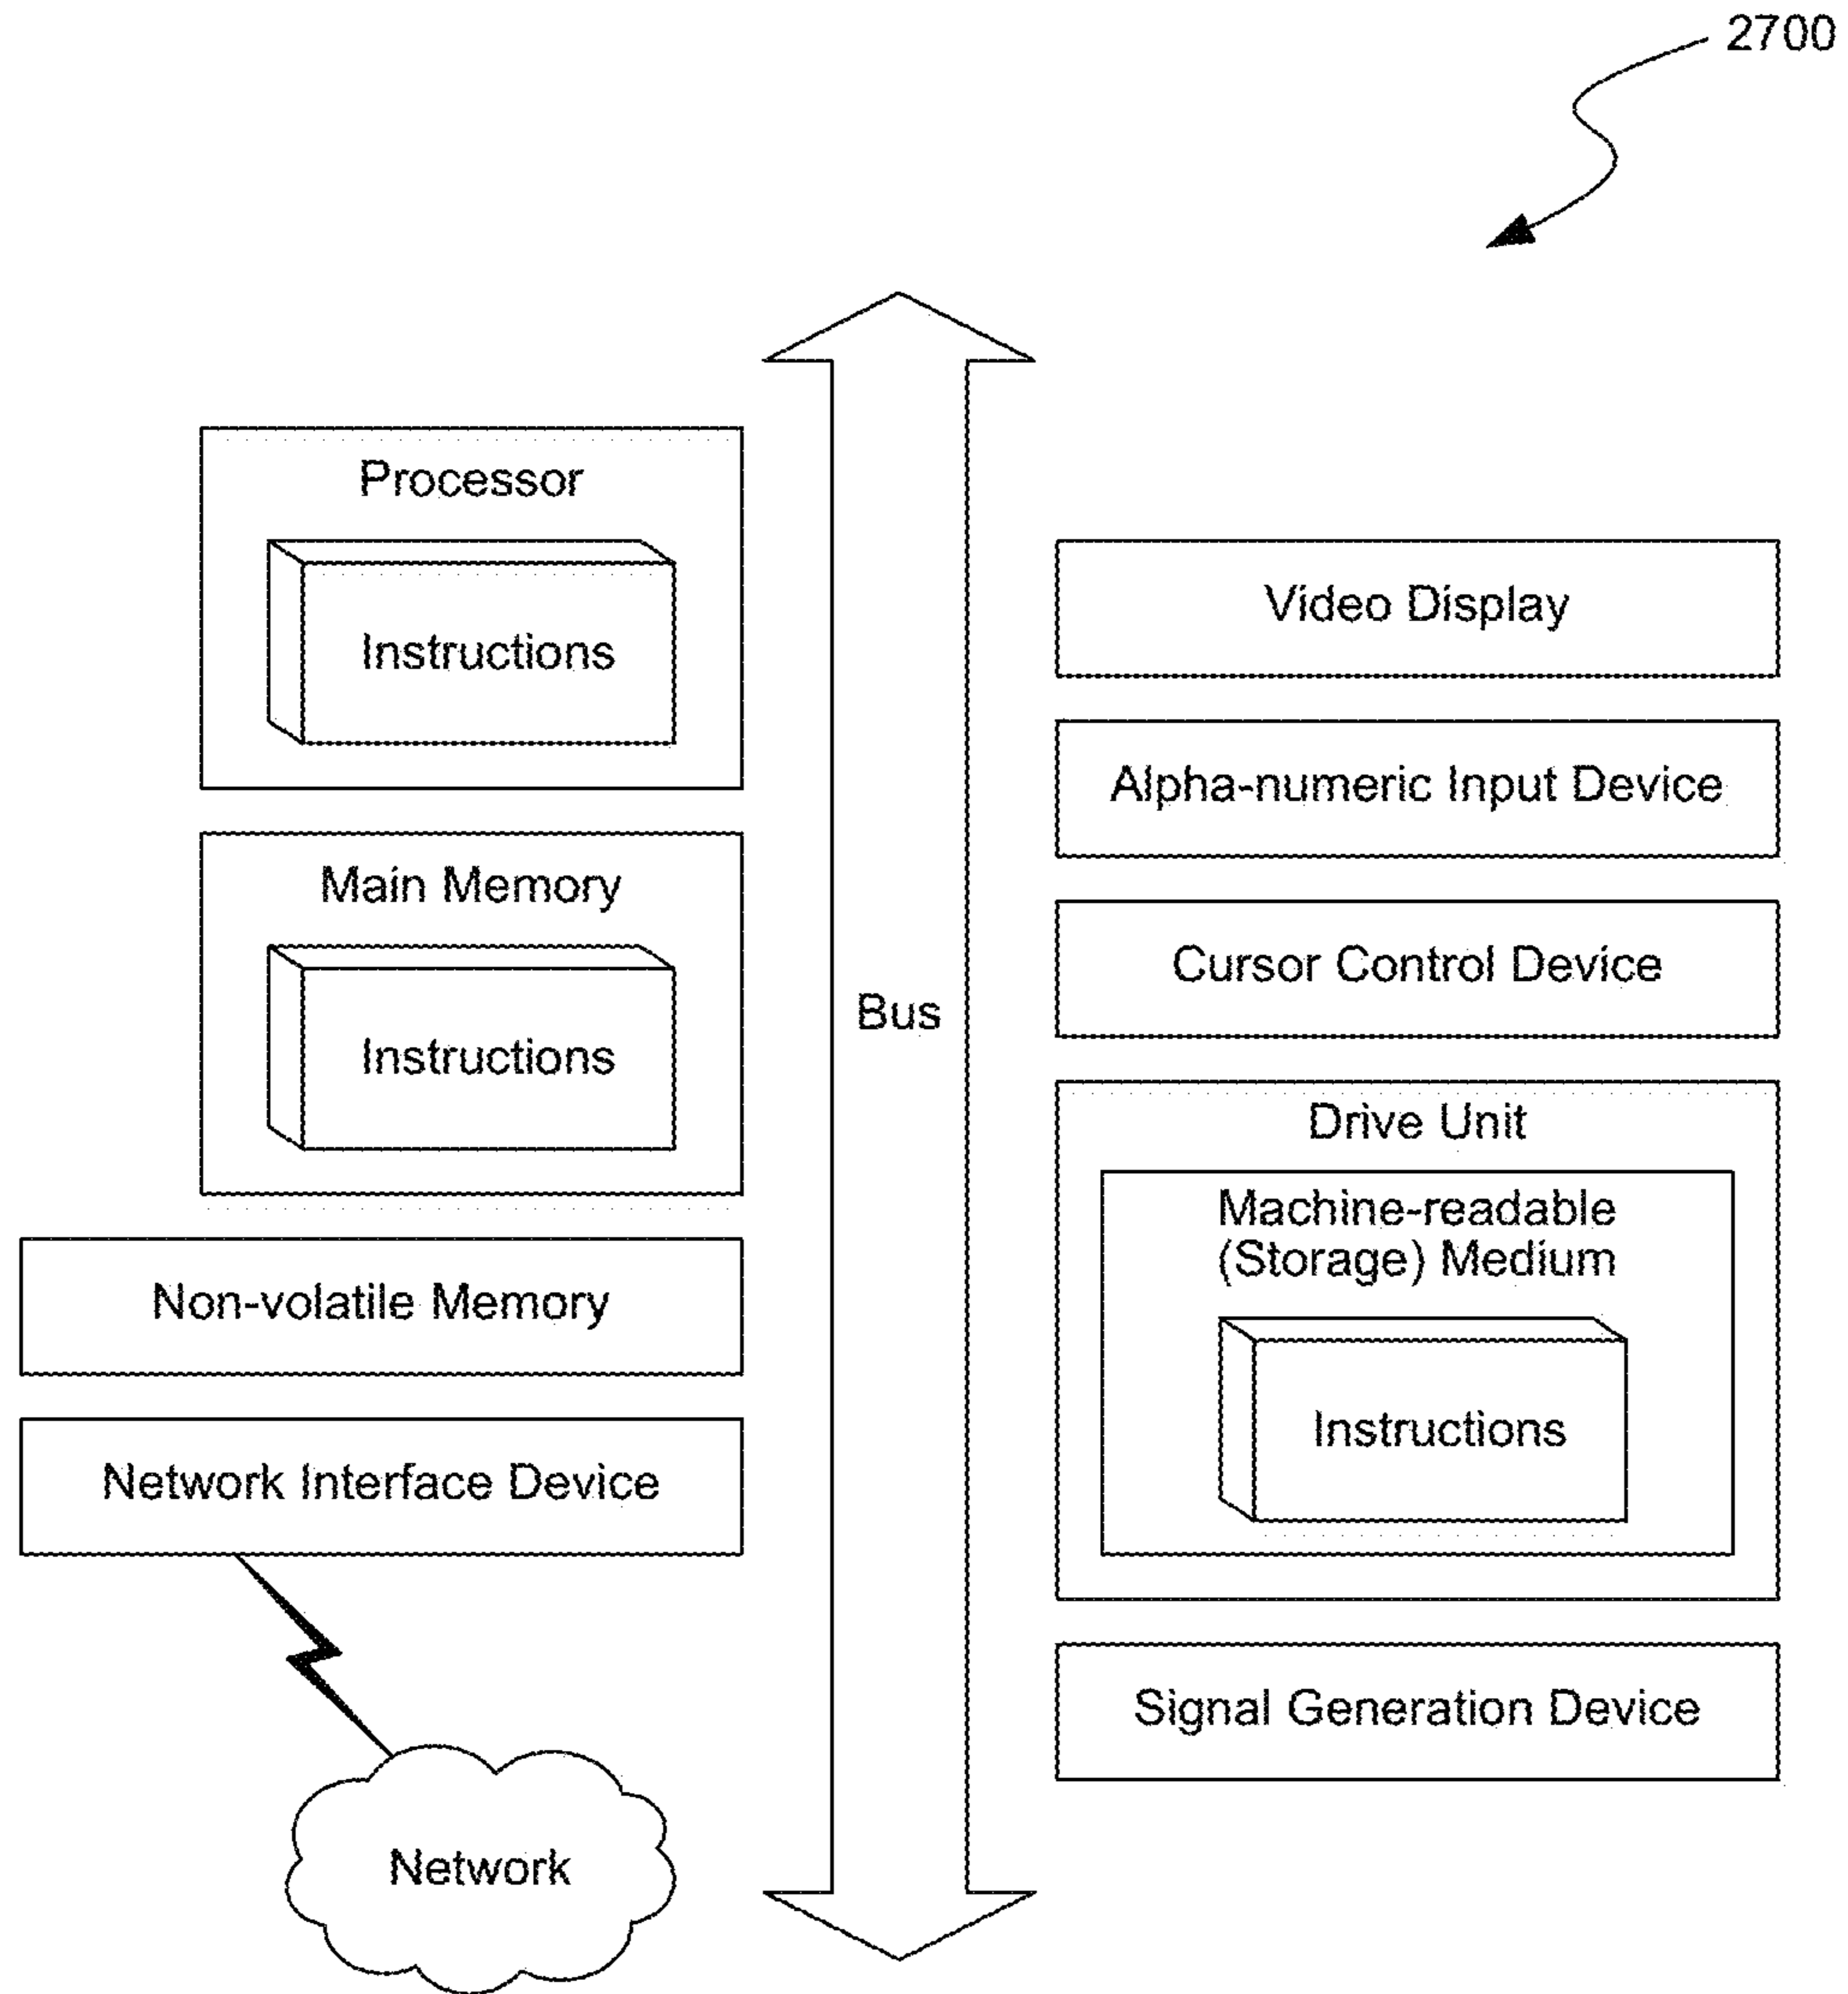 2700
Processor
Instructions
Main Memory
Instructions
Non-volatile Memory
Network Interface Device
Network
Bus
Video Display
Alpha-numeric Input Device
Cursor Control Device
Drive Unit
Machine-readable
(Storage) Medium
Instructions
Signal Generation Device